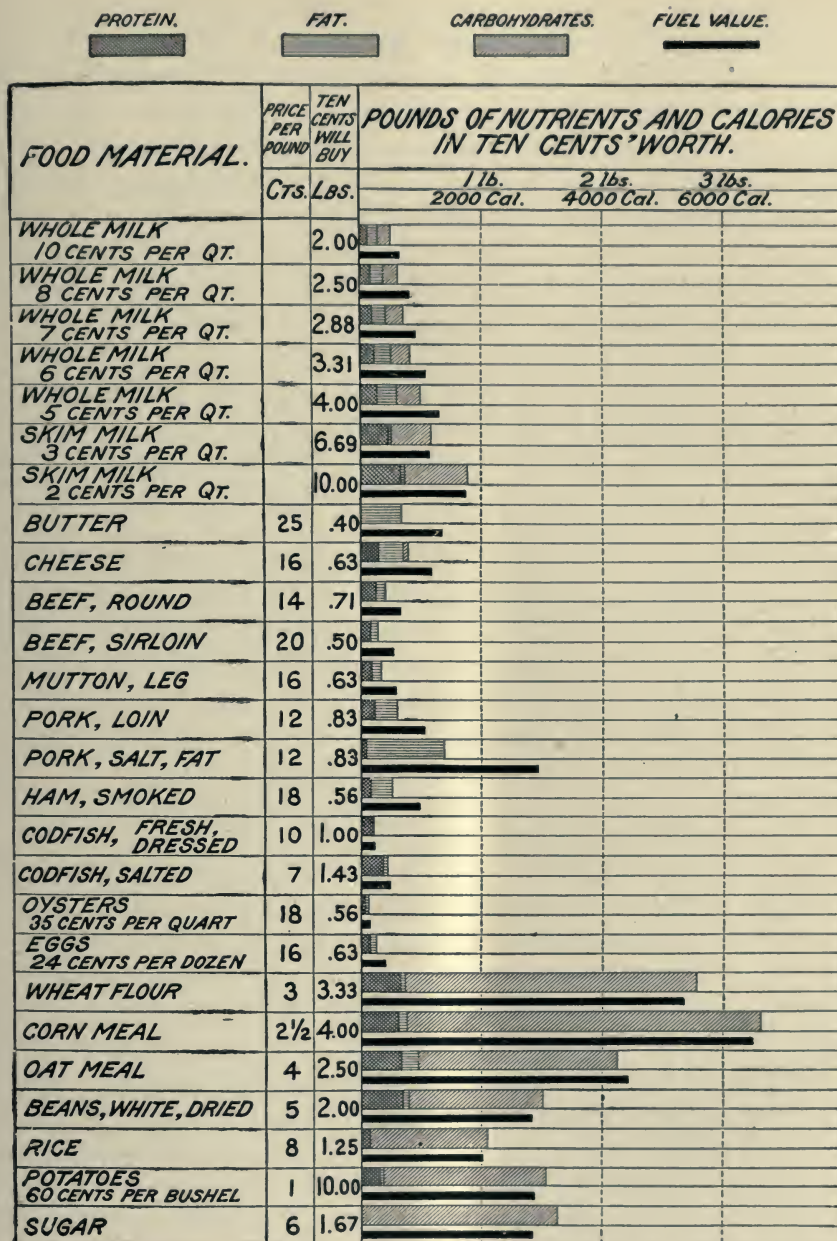 PROTEIN. FAT. CARBOHYDRATES. FUEL VALUE.
FOOD MATERIAL. PRICE PER POUND TEN CENTS WILL BUY POUNDS OF NUTRIENTS AND CALORIES IN TEN CENTS' WORTH.
CTS. LBS. 1 lb. 2 lbs. 3 lbs.
2000 Cal. 4000 Cal. 6000 Cal.
WHOLE MILK
10 CENTS PER QT. 2.00
WHOLE MILK
8 CENTS PER QT. 2.50
WHOLE MILK
7 CENTS PER QT. 2.88
WHOLE MILK
6 CENTS PER QT. 3.31
WHOLE MILK
5 CENTS PER QT. 4.00
SKIM MILK
3 CENTS PER QT. 6.69
SKIM MILK
2 CENTS PER QT. 10.00
BUTTER 25 .40
CHEESE 16 .63
BEEF, ROUND 14 .71
BEEF, SIRLOIN 20 .50
MUTTON, LEG 16 .63
PORK, LOIN 12 .83
PORK, SALT, FAT 12 .83
HAM, SMOKED 18 .56
CODFISH, FRESH, DRESSED 10 1.00
CODFISH, SALTED 7 1.43
OYSTERS
35 CENTS PER QUART 18 .56
EGGS
24 CENTS PER DOZEN 16 .63
WHEAT FLOUR 3 3.33
CORN MEAL 2½ 4.00
OAT MEAL 4 2.50
BEANS, WHITE, DRIED 5 2.00
RICE 8 1.25
POTATOES
60 CENTS PER BUSHEL 1 10.00
SUGAR 6 1.67